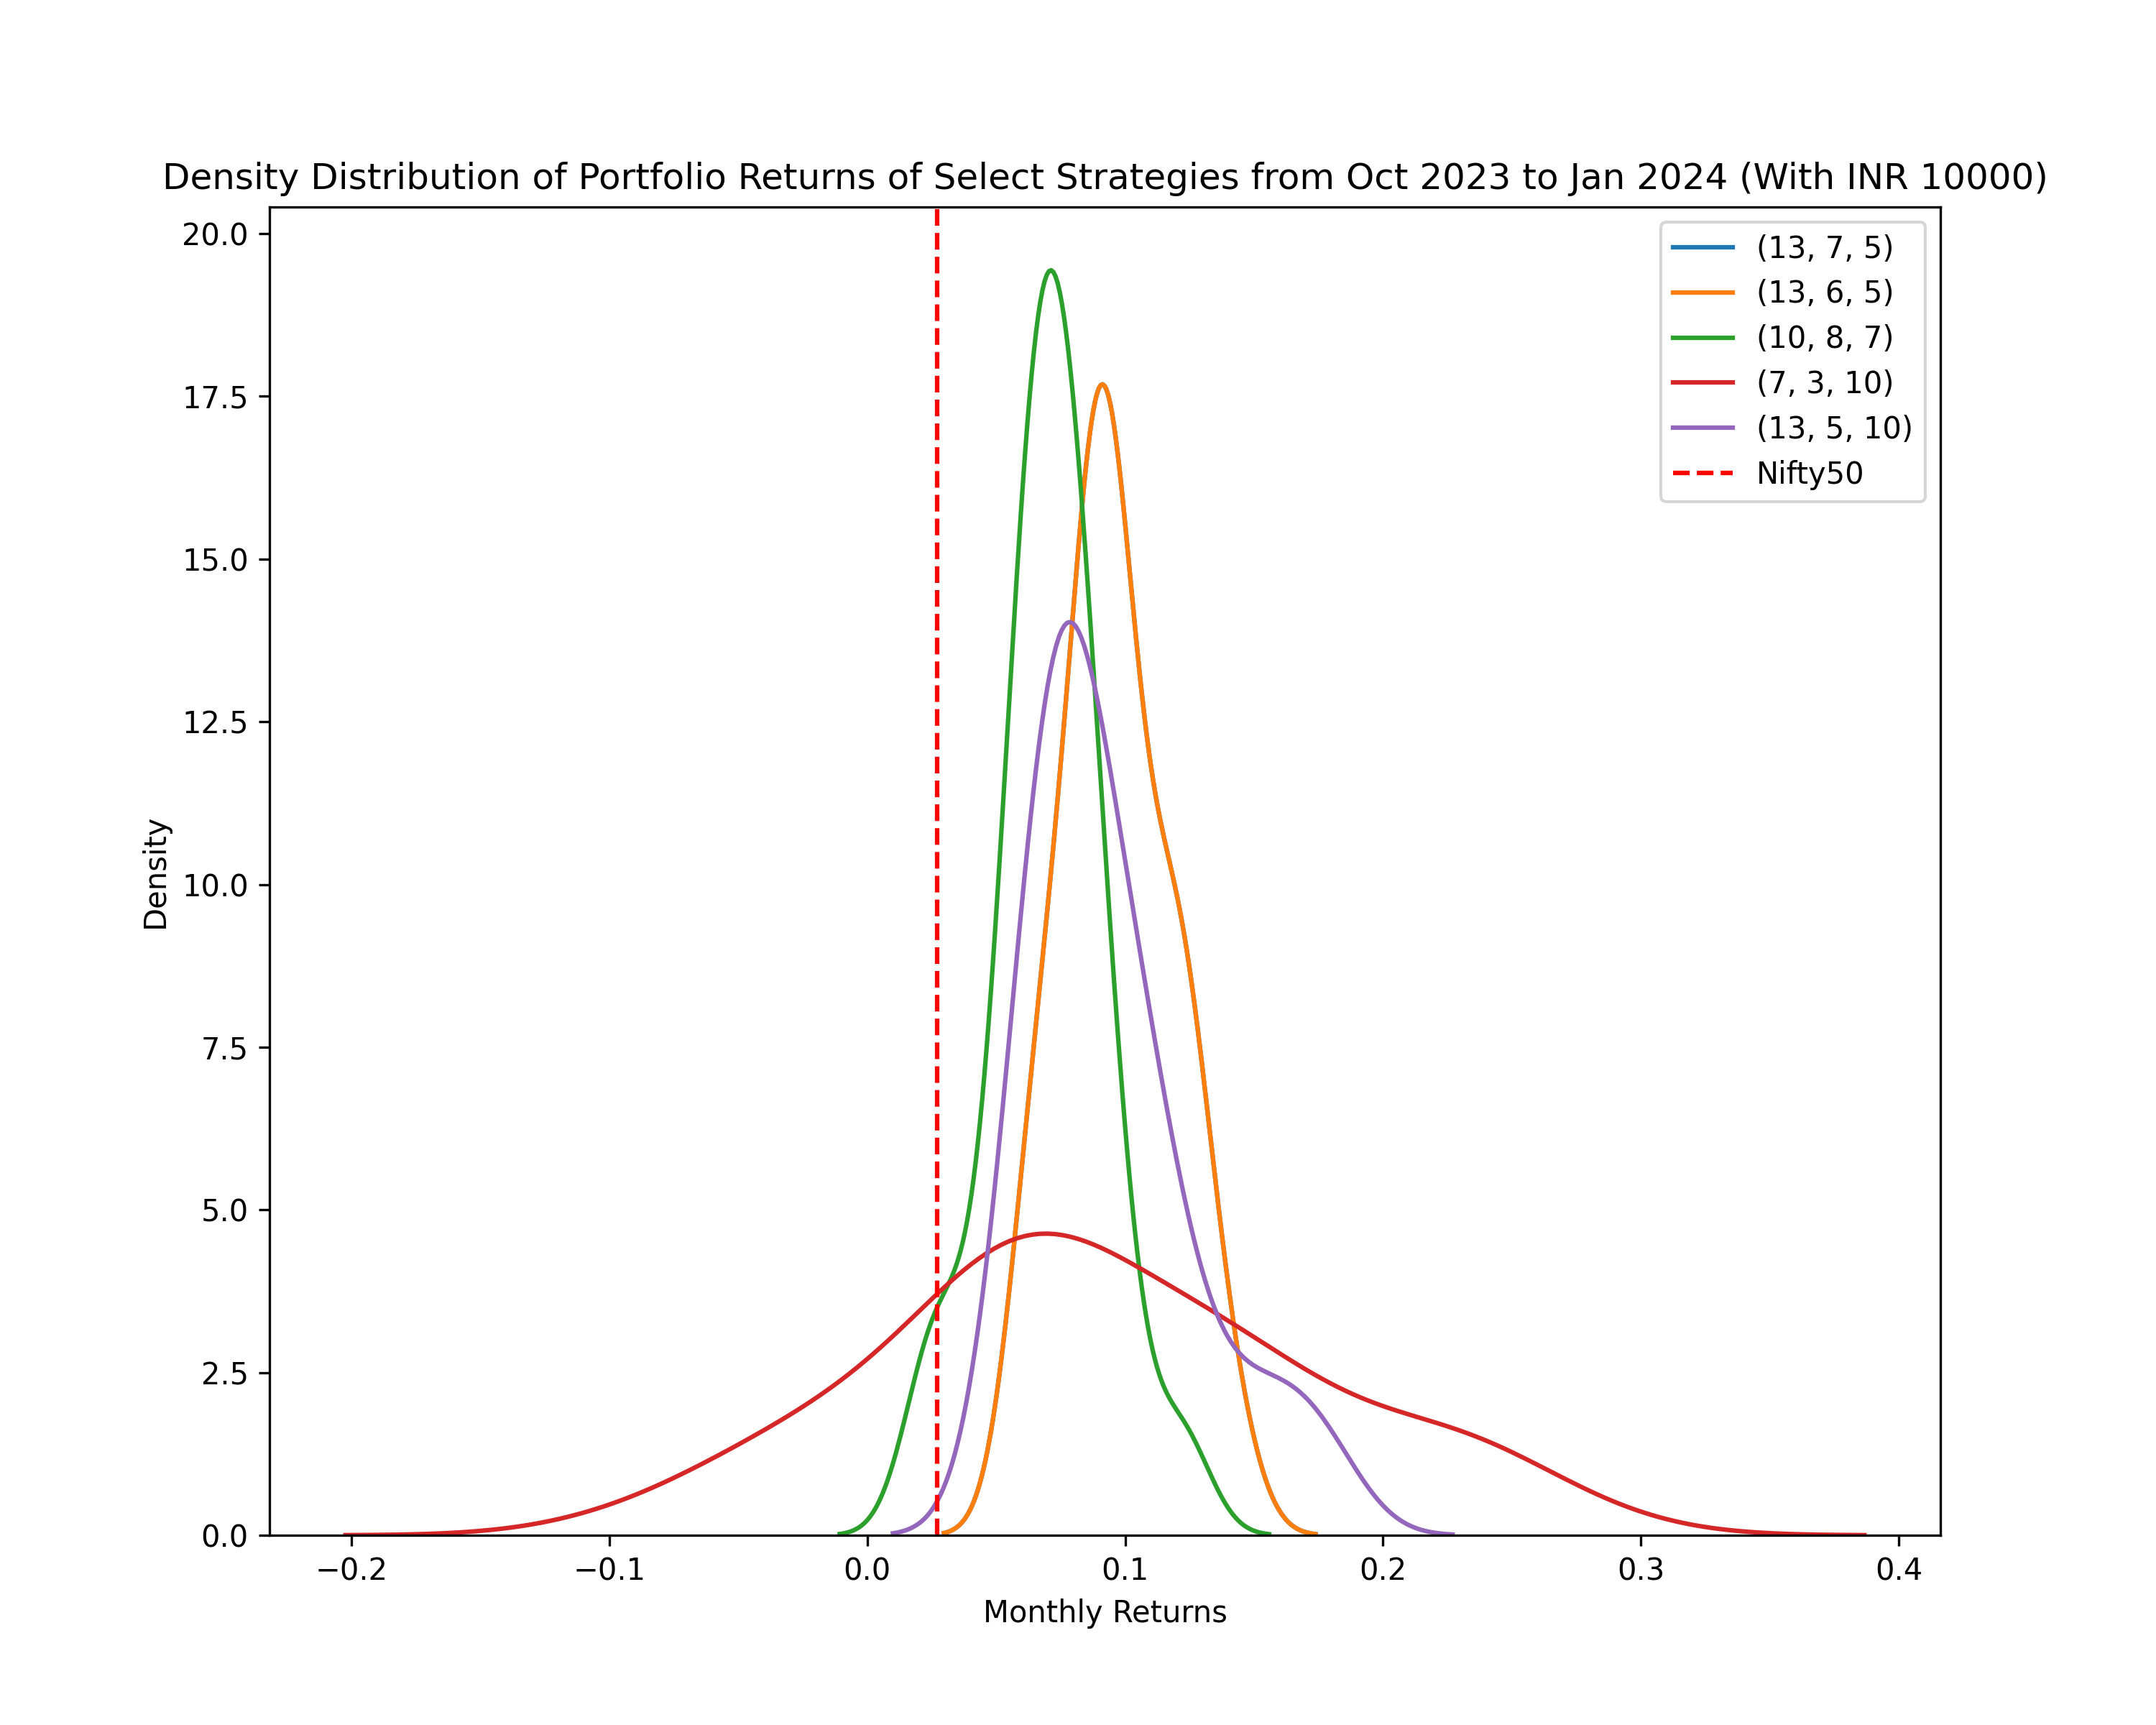 Density Distribution of Portfolio Returns of Select Strategies from Oct 2023 to Jan 2024 (With INR 10000)
20.0
17.5
15.0
12.5
10.0
7.5
5.0
2.5
0.0
Density
(13, 7, 5)
(13, 6, 5)
(10, 8, 7)
(7, 3, 10)
(13, 5, 10)
Nifty50
−0.2 −0.1 0.0 0.1 0.2 0.3 0.4
Monthly Returns